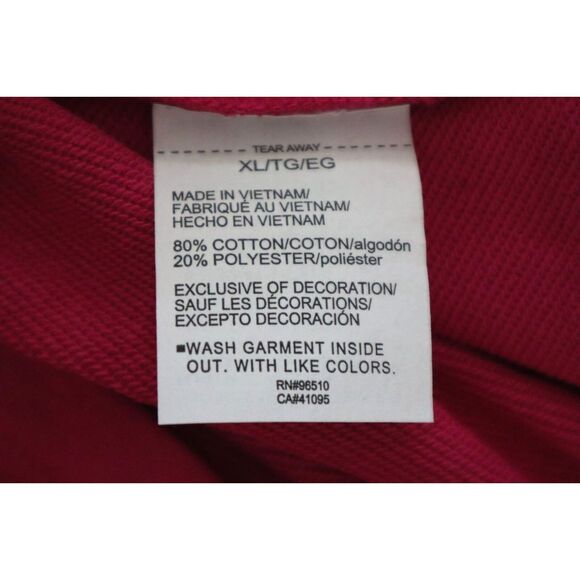 TEAR AWAY
XL/TG/EG
MADE IN VIETNAM/
FABRIQUÉ AU VIETNAM/
HECHO EN VIETNAM
80% COTTON/COTON/algodón
20% POLYESTER/poliéster
EXCLUSIVE OF DECORATION/
SAUF LES DÉCORATIONS/
EXCEPTO DECORACIÓN
▪WASH GARMENT INSIDE
OUT. WITH LIKE COLORS.
RN#96510
CA#41095